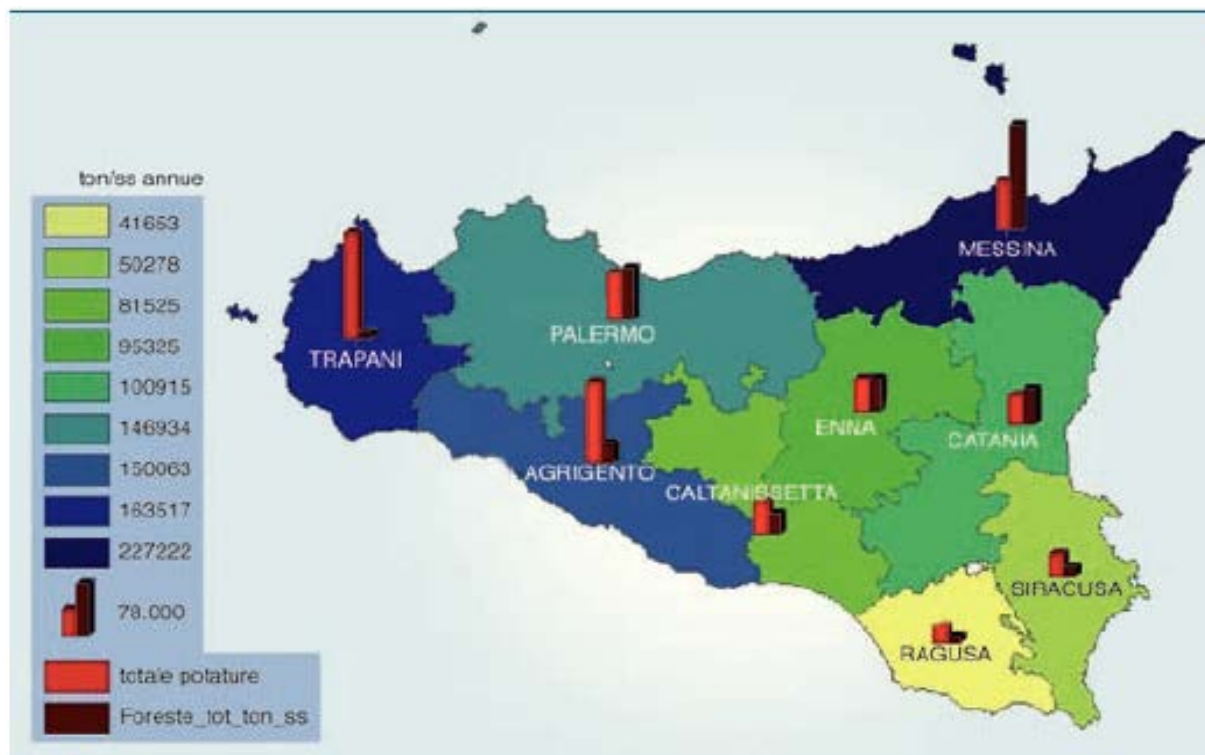 ton/ss annue
41653
50278
81525
95325
100915
146934
150063
163517
227222
78.000
totale potature
Foreste_tot_ton_ss
MESSINA
PALERMO
TRAPANI
ENNA
CATANIA
AGRIGENTO
CALTANISSETTA
SIRACUSA
RAGUSA